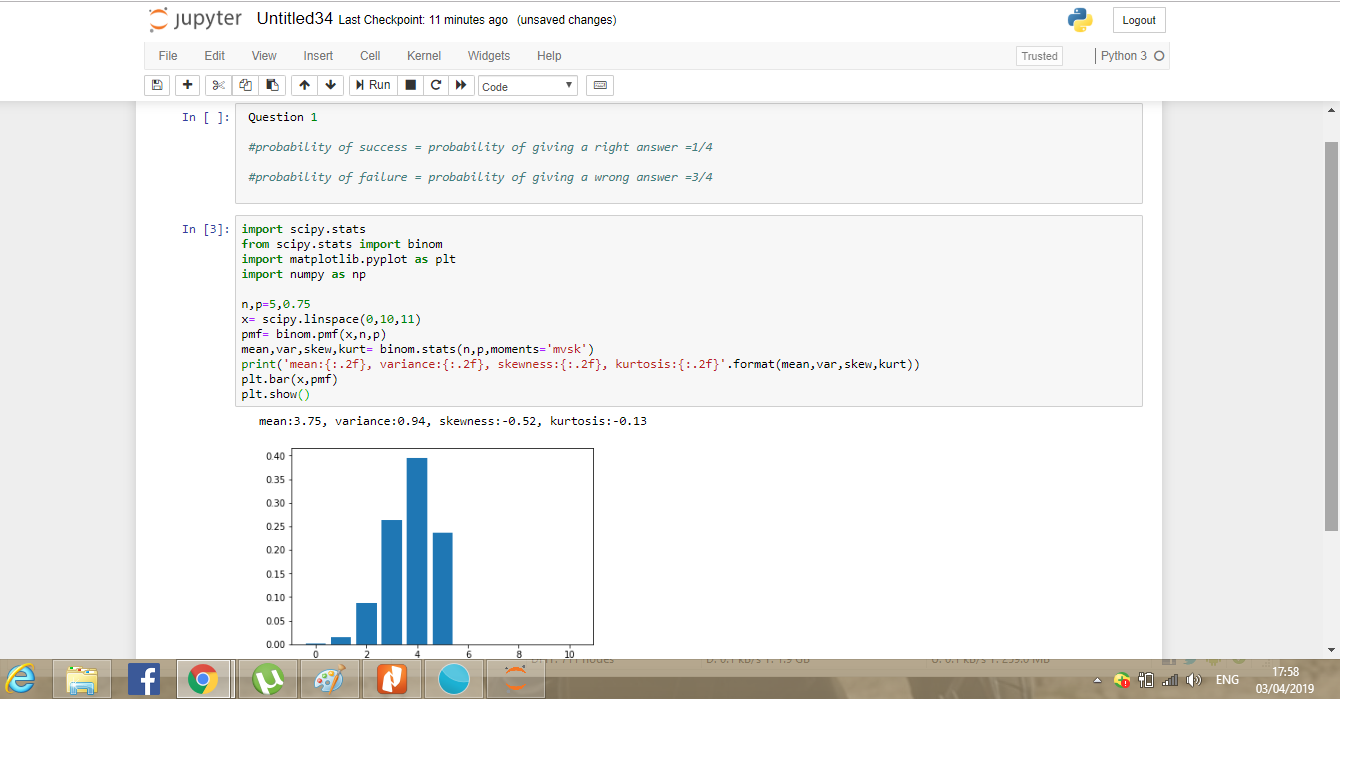 jupyter Untitled34 Last Checkpoint: 11 minutes ago (unsaved changes)
Logout
File Edit View Insert Cell Kernel Widgets Help Trusted Python 3
Run Code
In [ ]: Question 1
#probability of success = probability of giving a right answer =1/4
#probability of failure = probability of giving a wrong answer =3/4
In [3]: import scipy.stats
from scipy.stats import binom
import matplotlib.pyplot as plt
import numpy as np
n,p=5,0.75
x= scipy.linspace(0,10,11)
pmf= binom.pmf(x,n,p)
mean,var,skew,kurt= binom.stats(n,p,moments='mvsk')
print('mean:{:.2f}, variance:{:.2f}, skewness:{:.2f}, kurtosis:{:.2f}'.format(mean,var,skew,kurt))
plt.bar(x,pmf)
plt.show()
mean:3.75, variance:0.94, skewness:-0.52, kurtosis:-0.13
0.40
0.35
0.30
0.25
0.20
0.15
0.10
0.05
0.00
0 2 4 6 8 10
ENG
17:58
03/04/2019